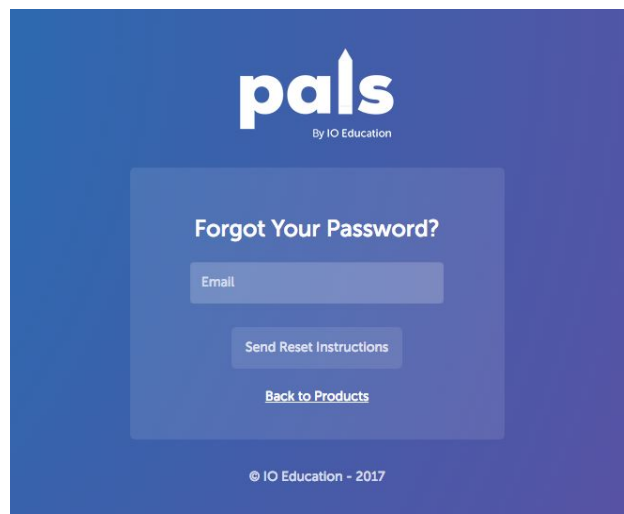 pals
By IO Education
Forgot Your Password?
Email
Send Reset Instructions
Back to Products
© IO Education - 2017